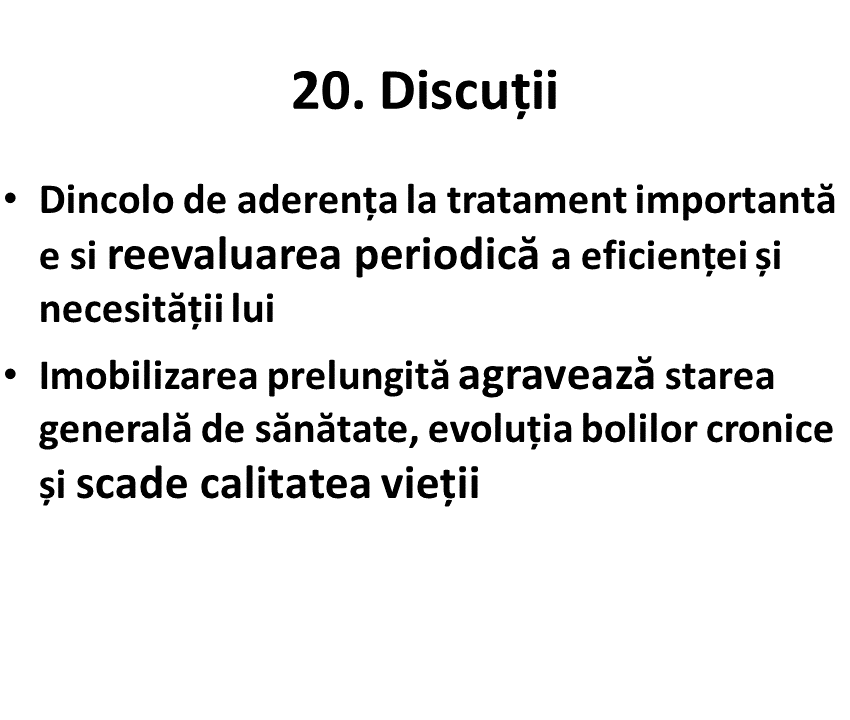 20. Discuții
• Dincolo de aderența la tratament importantă
e si reevaluarea periodică a eficienței și
necesității lui
• Imobilizarea prelungită agravează starea
generală de sănătate, evoluția bolilor cronice
și scade calitatea vieții